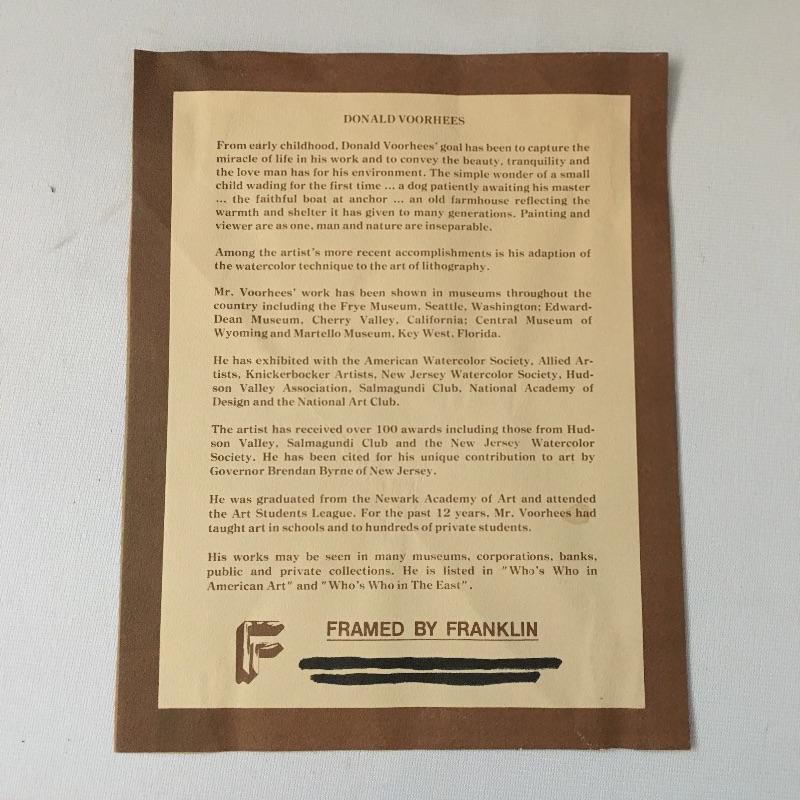 DONALD VOORHEES
From early childhood, Donald Voorhees' goal has been to capture the
miracle of life in his work and to convey the beauty, tranquility and
the love man has for his environment. The simple wonder of a small
child wading for the first time ... a dog patiently awaiting his master
... the faithful boat at anchor ... an old farmhouse reflecting the
warmth and shelter it has given to many generations. Painting and
viewer are as one, man and nature are inseparable.
Among the artist's more recent accomplishments is his adaption of
the watercolor technique to the art of lithography.
Mr. Voorhees' work has been shown in museums throughout the
country including the Frye Museum, Seattle, Washington; Edward-
Dean Museum, Cherry Valley, California; Central Museum of
Wyoming and Martello Museum, Key West, Florida.
He has exhibited with the American Watercolor Society, Allied Ar-
tists, Knickerbocker Artists, New Jersey Watercolor Society, Hud-
son Valley Association, Salmagundi Club, National Academy of
Design and the National Art Club.
The artist has received over 100 awards including those from Hud-
son Valley, Salmagundi Club and the New Jersey Watercolor
Society. He has been cited for his unique contribution to art by
Governor Brendan Byrne of New Jersey.
He was graduated from the Newark Academy of Art and attended
the Art Students League. For the past 12 years, Mr. Voorhees had
taught art in schools and to hundreds of private students.
His works may be seen in many museums, corporations, banks,
public and private collections. He is listed in "Who's Who in
American Art" and "Who's Who in The East".
F FRAMED BY FRANKLIN